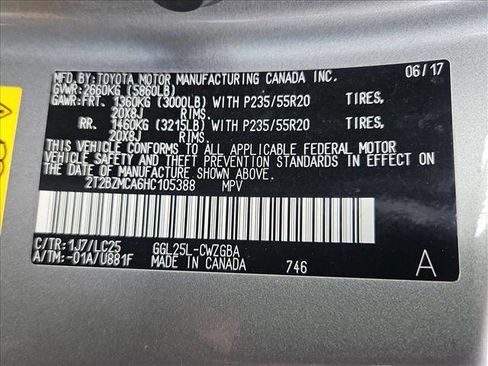 MFD. BY:TOYOTA MOTOR MANUFACTURING CANADA INC. 06/17
GVWR:2660KG (5860LB)
GAWR:FRT. 1360KG (3000LB) WITH P235/55R20 TIRES,
20X8J RIMS.
RR. 1460KG (3215LB) WITH P235/55R20 TIRES,
20X8J RIMS.
THIS VEHICLE CONFORMS TO ALL APPLICABLE FEDERAL MOTOR
VEHICLE SAFETY AND THEFT PREVENTION STANDARDS IN EFFECT
ON THE DATE OF MANUFACTURE SHOWN ABOVE.
2T2BZMCA6HC105388 MPV
C/TR:1J7/LC25 GGL25L-CWZGBA
A/TM:-01A/U881F MADE IN CANADA 746 A